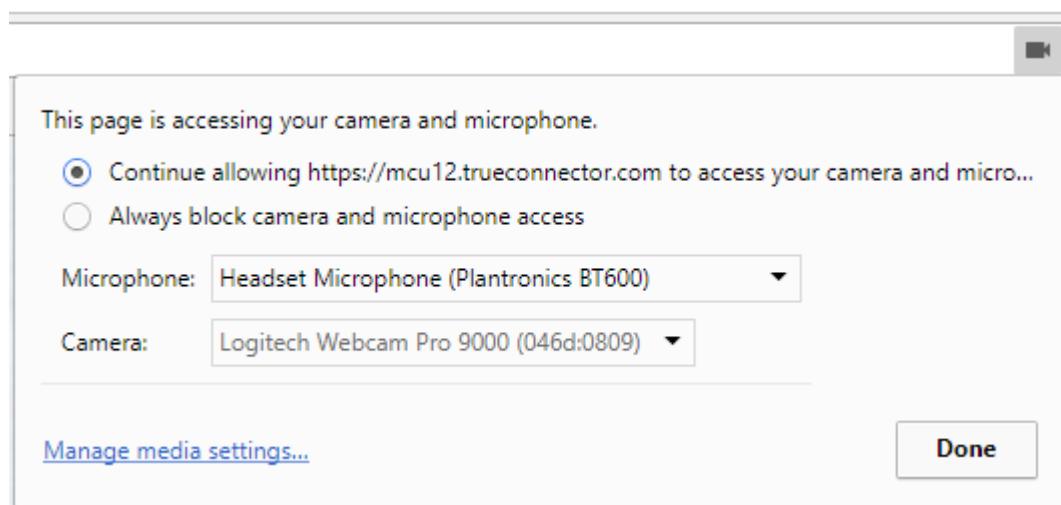 This page is accessing your camera and microphone.
Continue allowing https://mcu12.trueconnector.com to access your camera and micro...
Always block camera and microphone access
Microphone: Headset Microphone (Plantronics BT600)
Camera: Logitech Webcam Pro 9000 (046d:0809)
Manage media settings... Done